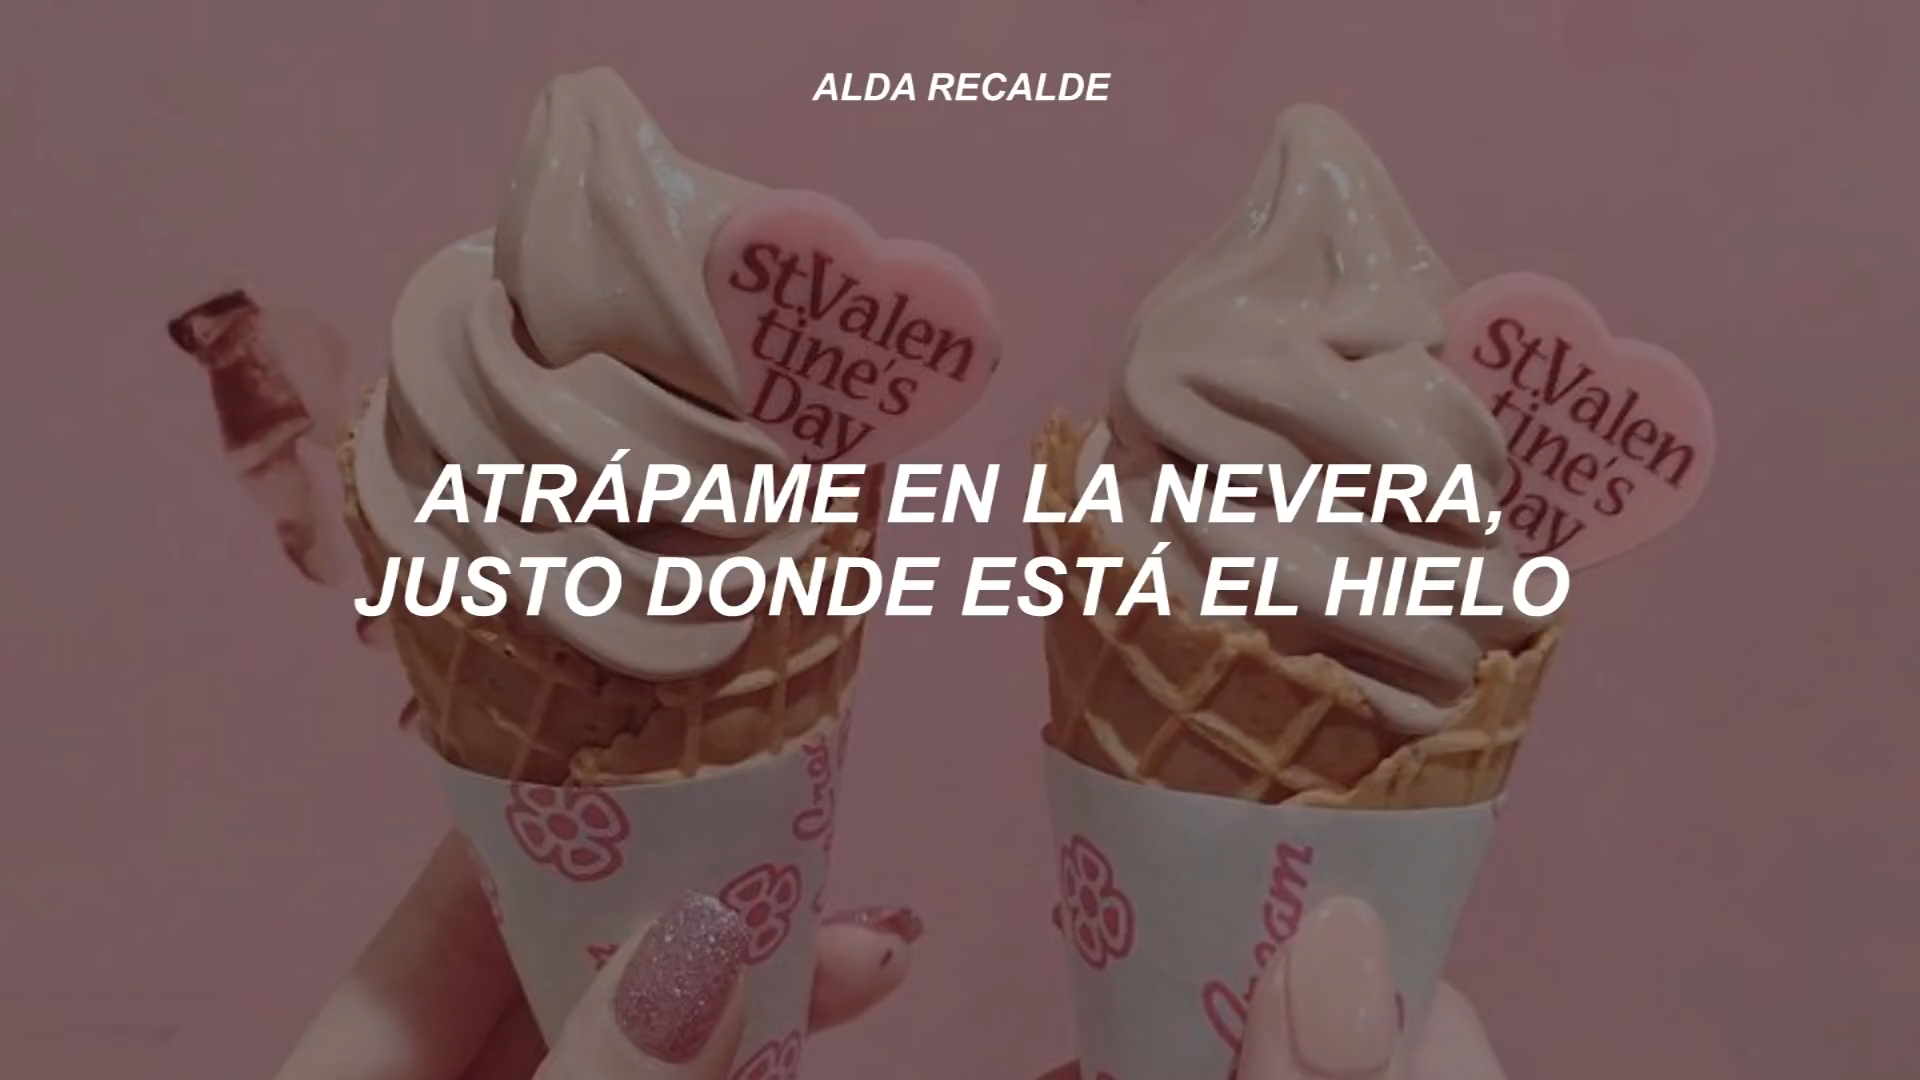 ALDA RECALDE
St.Valen
tine's
Day
St.Valen
tine's
Day
ATRÁPAME EN LA NEVERA,
JUSTO DONDE ESTÁ EL HIELO